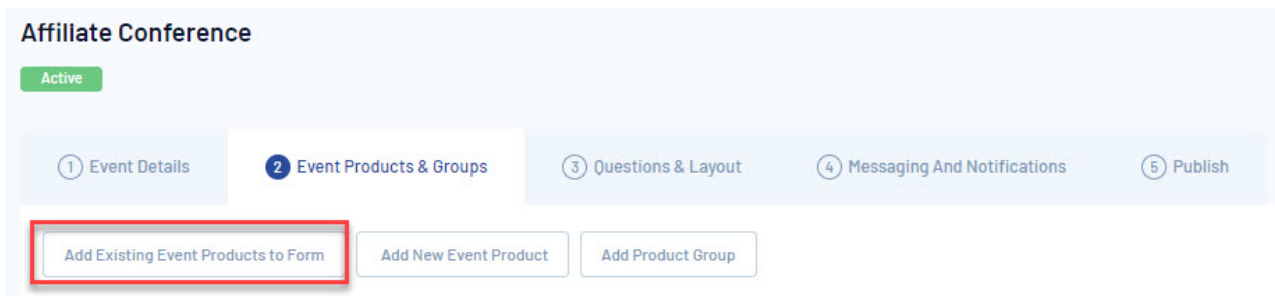 Affiliate Conference
Active
1 Event Details 2 Event Products & Groups 3 Questions & Layout 4 Messaging And Notifications 5 Publish
Add Existing Event Products to Form Add New Event Product Add Product Group